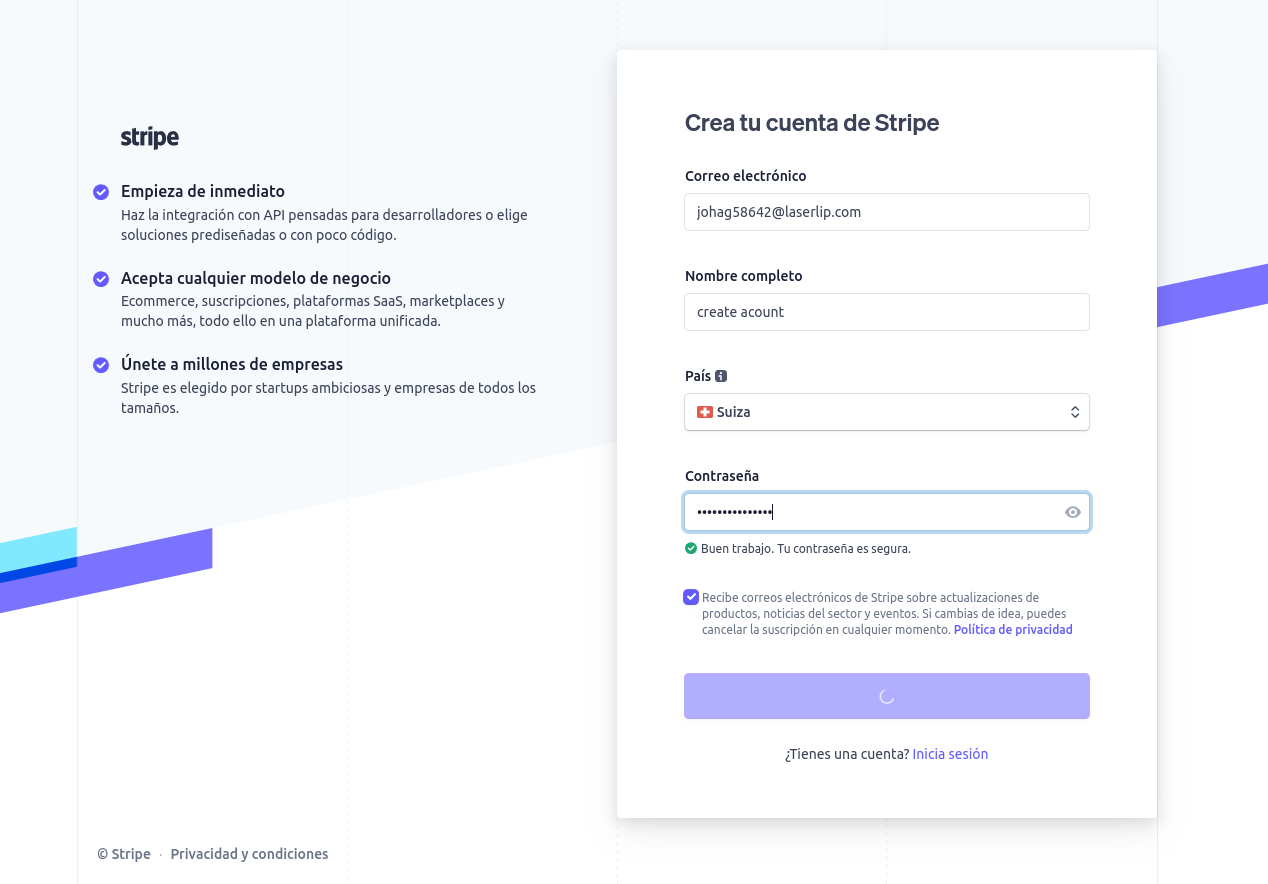 stripe
Empieza de inmediato
Haz la integración con API pensadas para desarrolladores o elige
soluciones prediseñadas o con poco código.
Acepta cualquier modelo de negocio
Ecommerce, suscripciones, plataformas SaaS, marketplaces y
mucho más, todo ello en una plataforma unificada.
Únete a millones de empresas
Stripe es elegido por startups ambiciosas y empresas de todos los
tamaños.
© Stripe · Privacidad y condiciones
Crea tu cuenta de Stripe
Correo electrónico
johag58642@laserlip.com
Nombre completo
create acount
País
Suiza
Contraseña
•••••••••••••••
Buen trabajo. Tu contraseña es segura.
Recibe correos electrónicos de Stripe sobre actualizaciones de
productos, noticias del sector y eventos. Si cambias de idea, puedes
cancelar la suscripción en cualquier momento. Política de privacidad
¿Tienes una cuenta? Inicia sesión